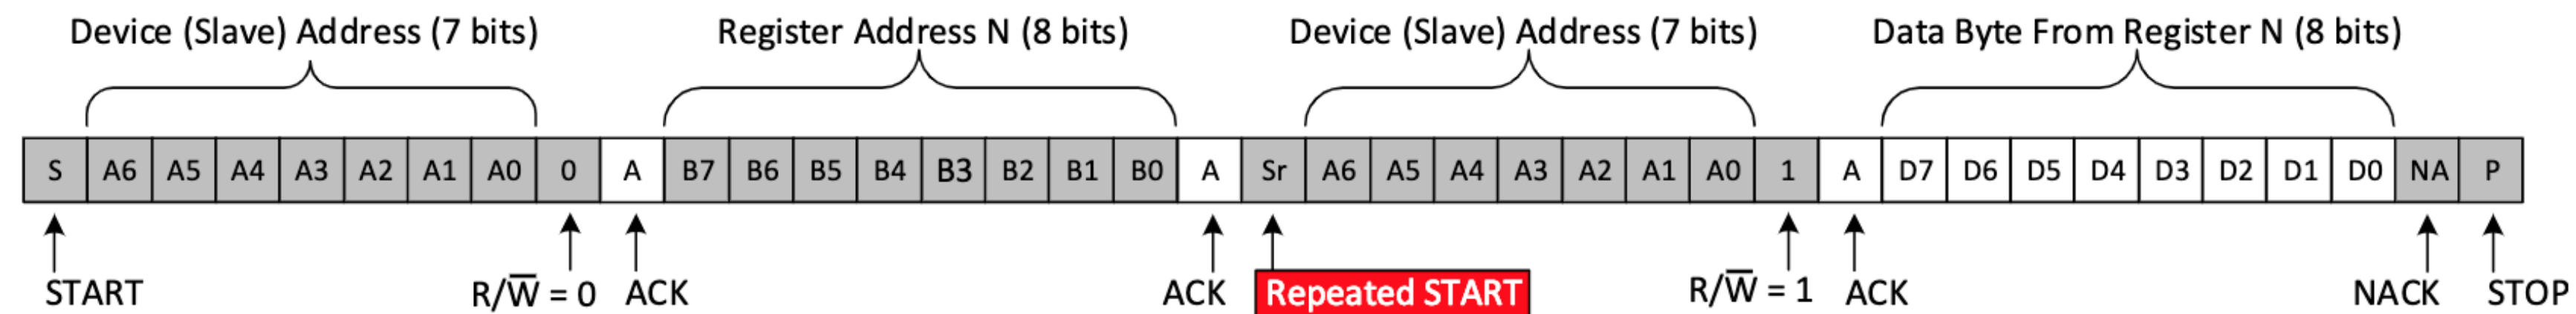 Device (Slave) Address (7 bits) Register Address N (8 bits) Device (Slave) Address (7 bits) Data Byte From Register N (8 bits)
S A6 A5 A4 A3 A2 A1 A0 0 A B7 B6 B5 B4 B3 B2 B1 B0 A Sr A6 A5 A4 A3 A2 A1 A0 1 A D7 D6 D5 D4 D3 D2 D1 D0 NA P
START R/W̅ = 0 ACK ACK Repeated START R/W̅ = 1 ACK NACK STOP